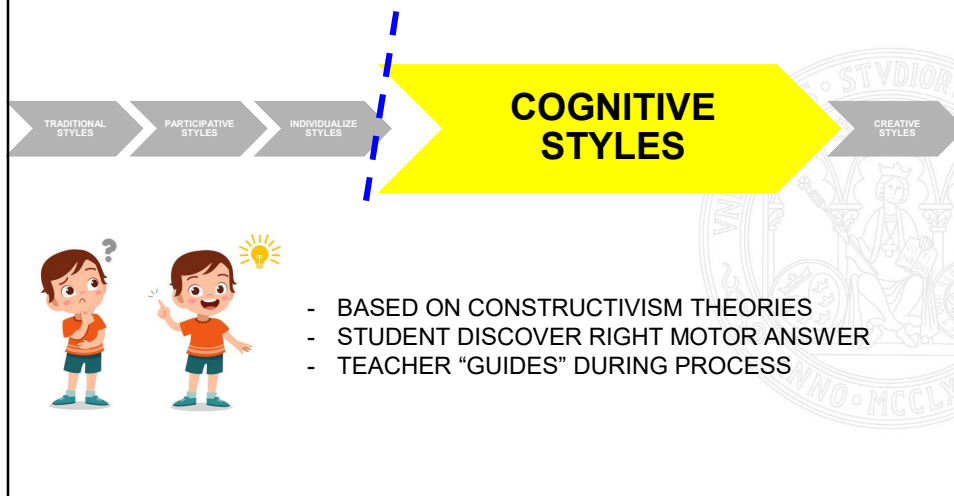 TRADITIONAL
STYLES
PARTICIPATIVE
STYLES
INDIVIDUALIZE
STYLES
COGNITIVE
STYLES
CREATIVE
STYLES
?
- BASED ON CONSTRUCTIVISM THEORIES
- STUDENT DISCOVER RIGHT MOTOR ANSWER
- TEACHER “GUIDES” DURING PROCESS